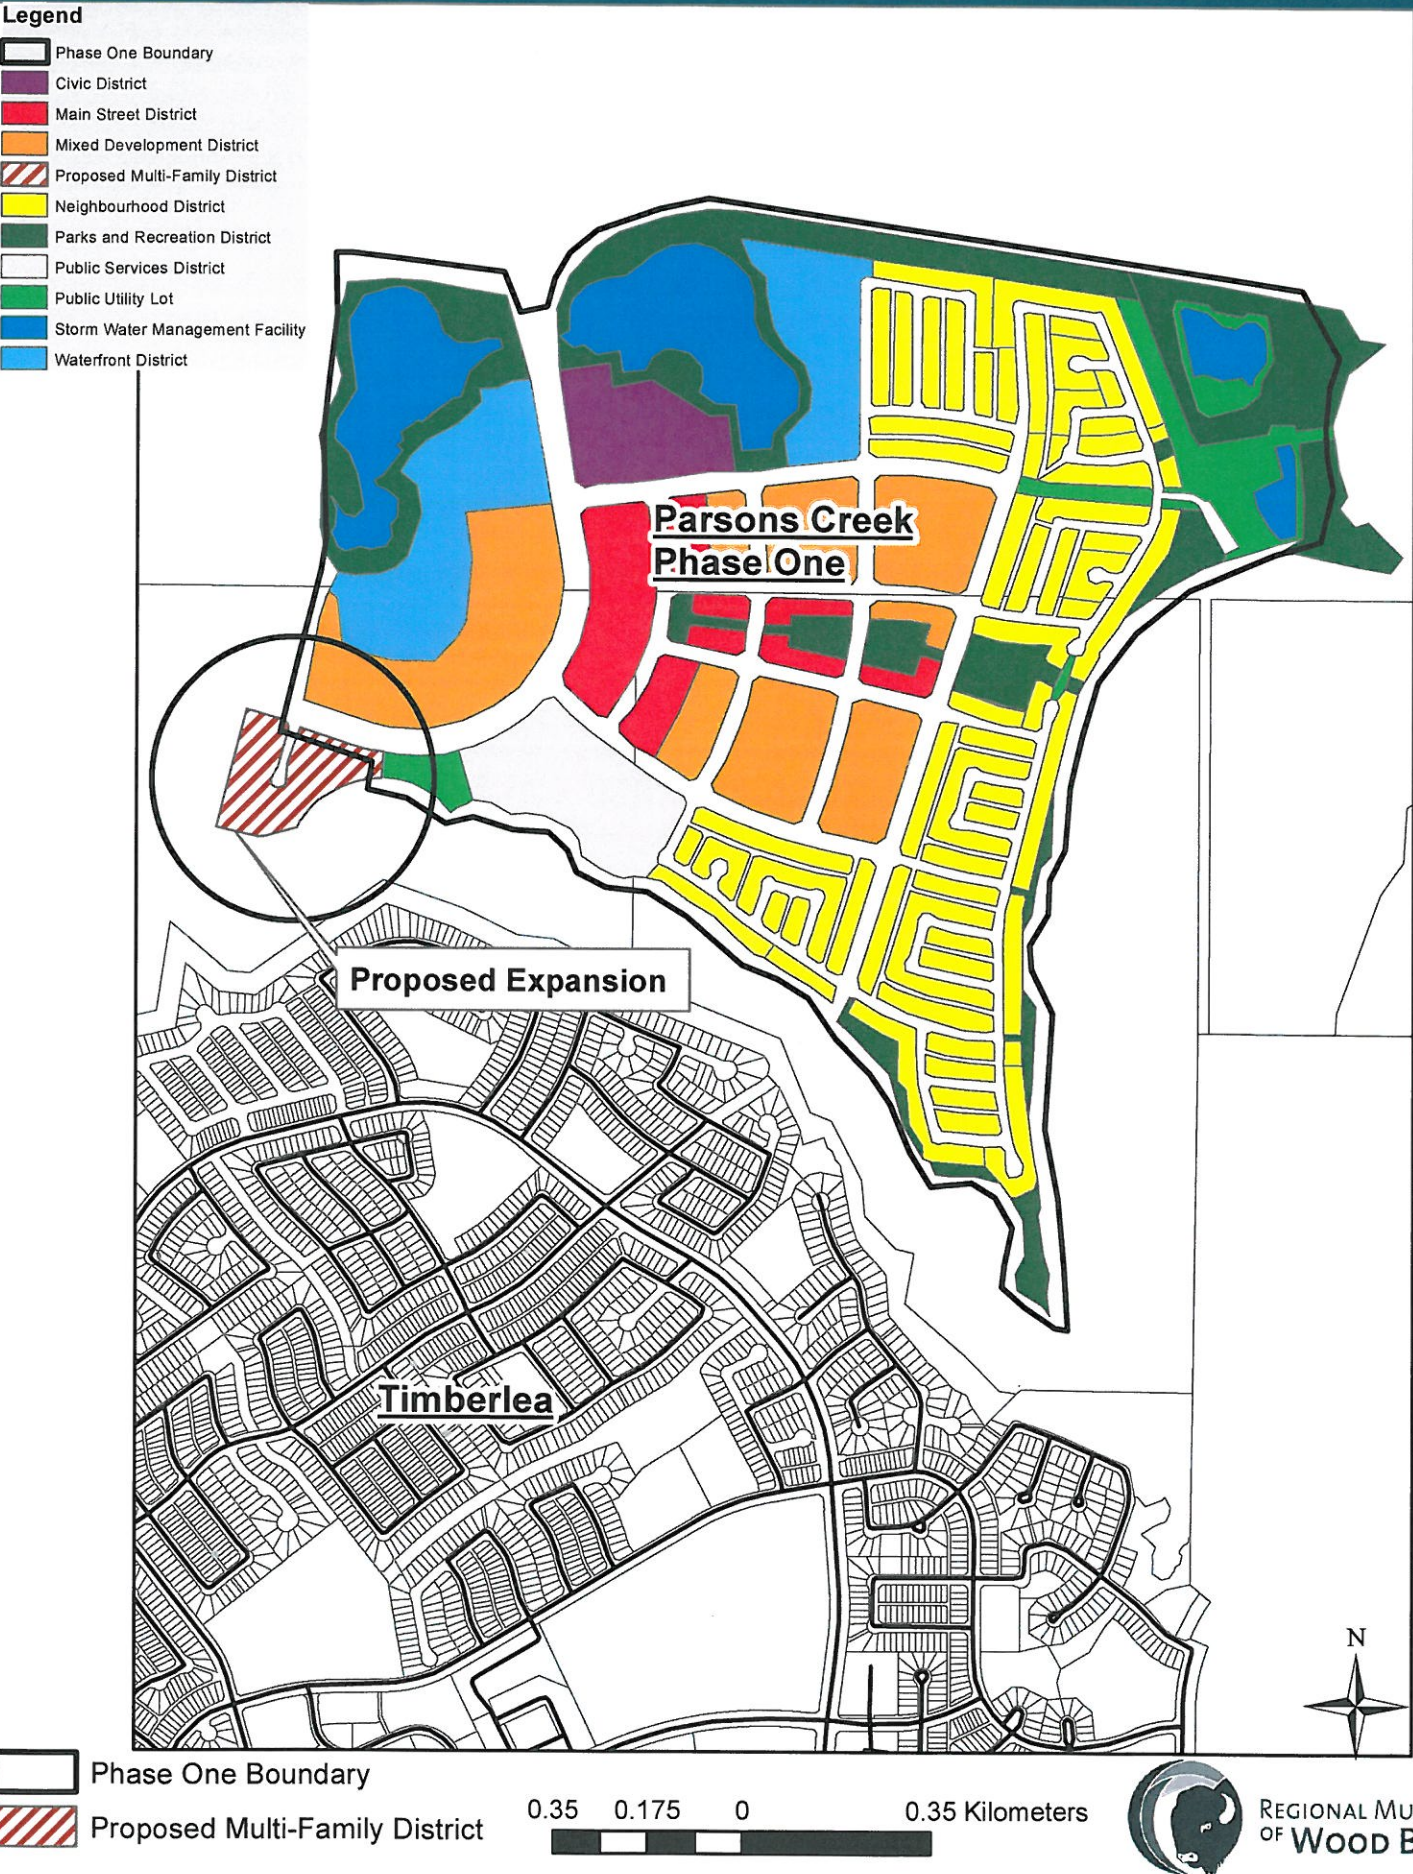 Legend
Phase One Boundary
Civic District
Main Street District
Mixed Development District
Proposed Multi-Family District
Neighbourhood District
Parks and Recreation District
Public Services District
Public Utility Lot
Storm Water Management Facility
Waterfront District
Parsons Creek
Phase One
Proposed Expansion
Timberlea
N
Phase One Boundary
Proposed Multi-Family District
0.35 0.175 0 0.35 Kilometers
REGIONAL MU
OF WOOD B